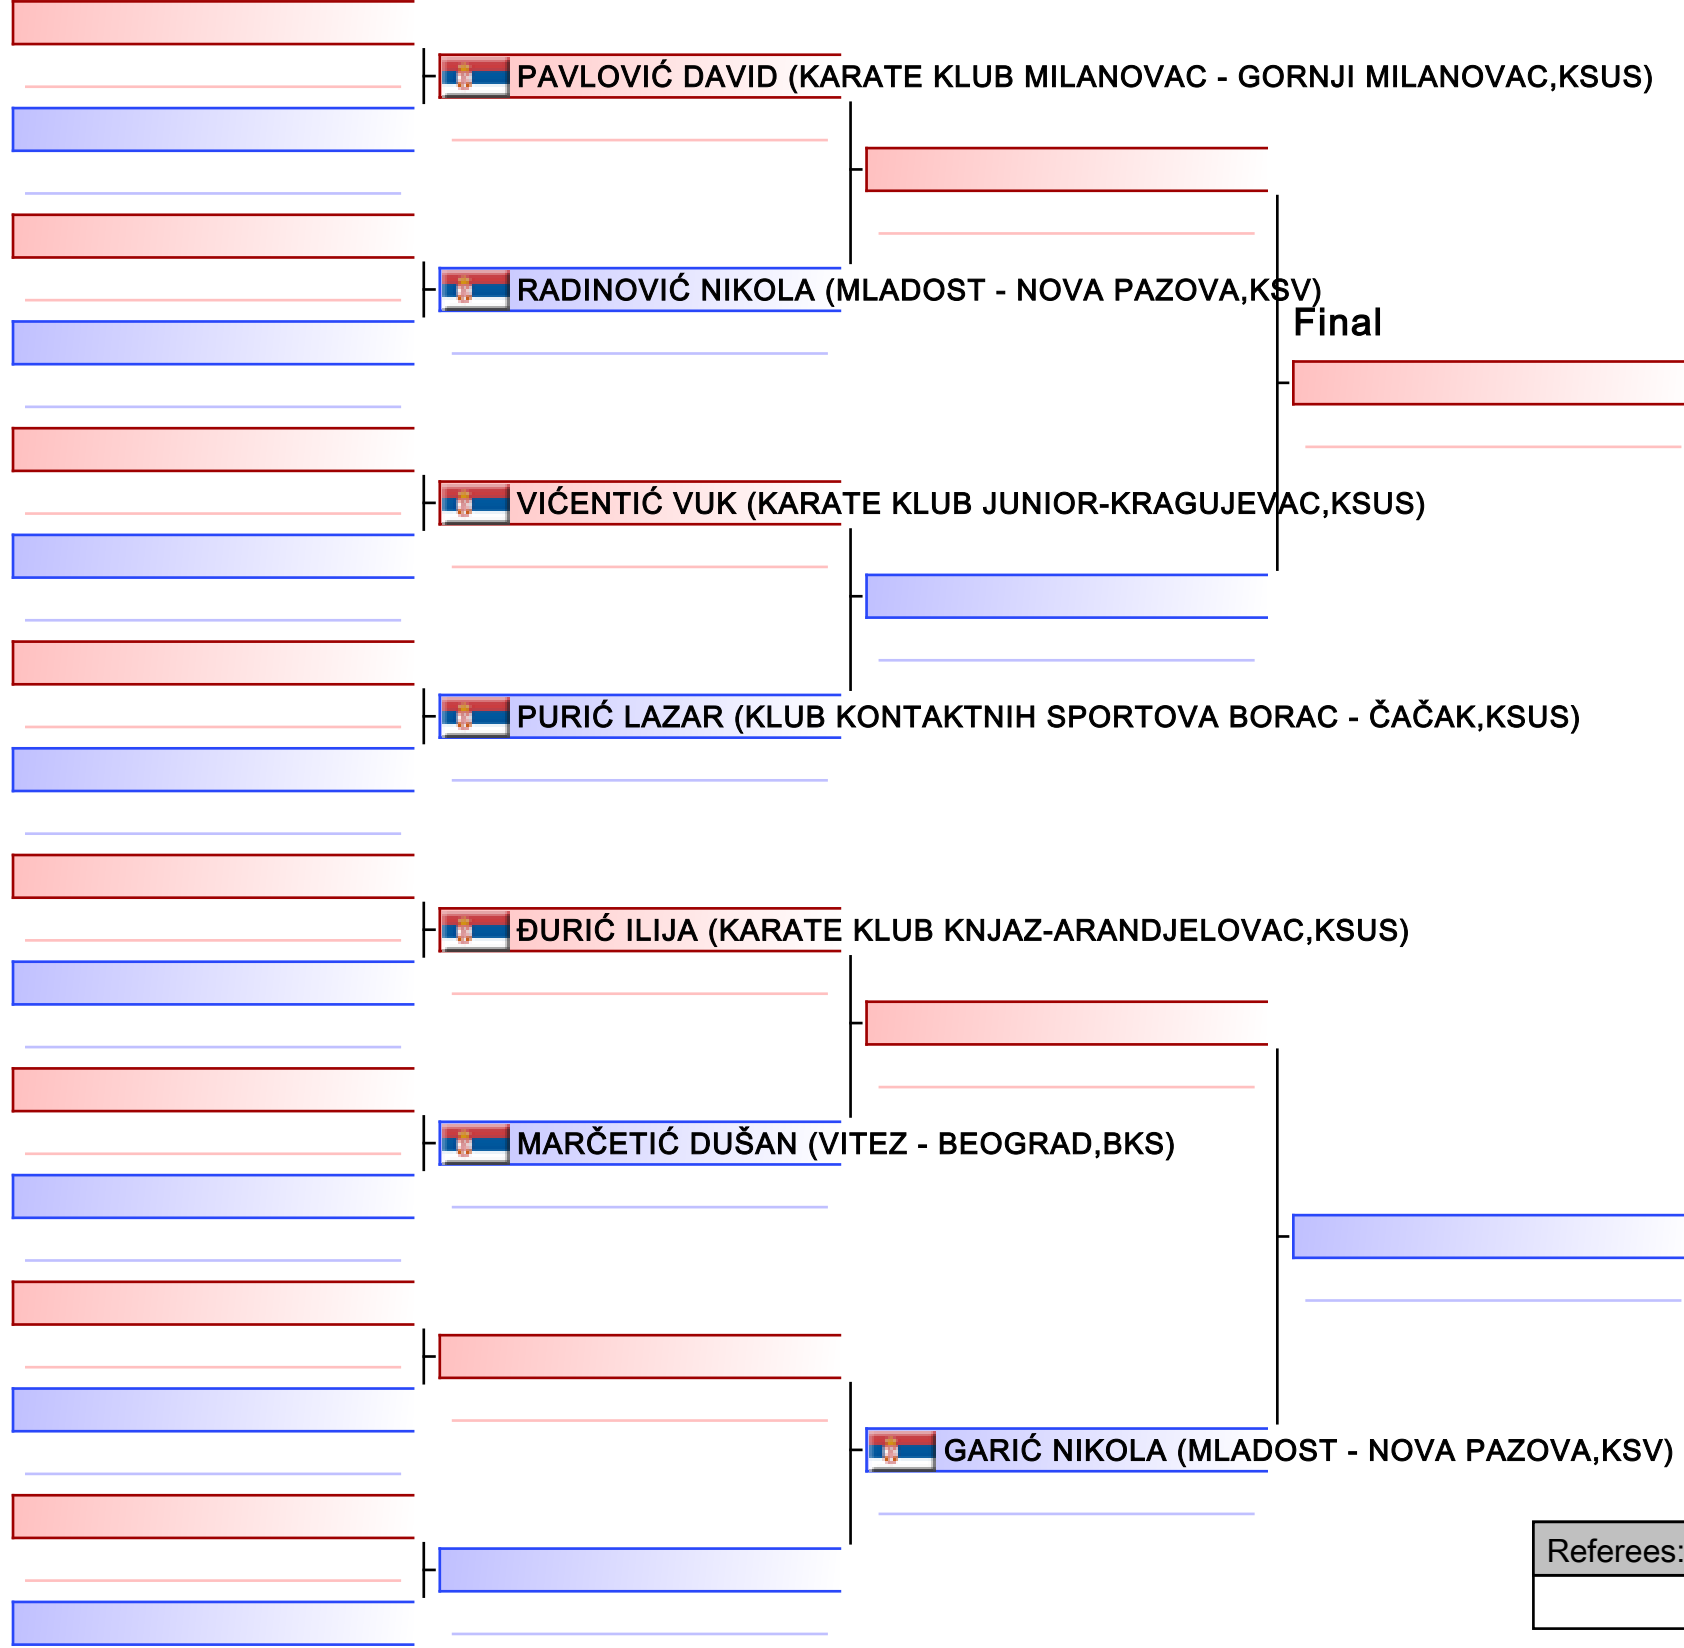 PAVLOVIĆ DAVID (KARATE KLUB MILANOVAC - GORNJI MILANOVAC,KSUS)
RADINOVIĆ NIKOLA (MLADOST - NOVA PAZOVA,KSV)
Final
VIĆENTIĆ VUK (KARATE KLUB JUNIOR-KRAGUJEVAC,KSUS)
PURIĆ LAZAR (KLUB KONTAKTNIH SPORTOVA BORAC - ČAČAK,KSUS)
ĐURIĆ ILIJA (KARATE KLUB KNJAZ-ARANDJELOVAC,KSUS)
MARČETIĆ DUŠAN (VITEZ - BEOGRAD,BKS)
GARIĆ NIKOLA (MLADOST - NOVA PAZOVA,KSV)
Referees: